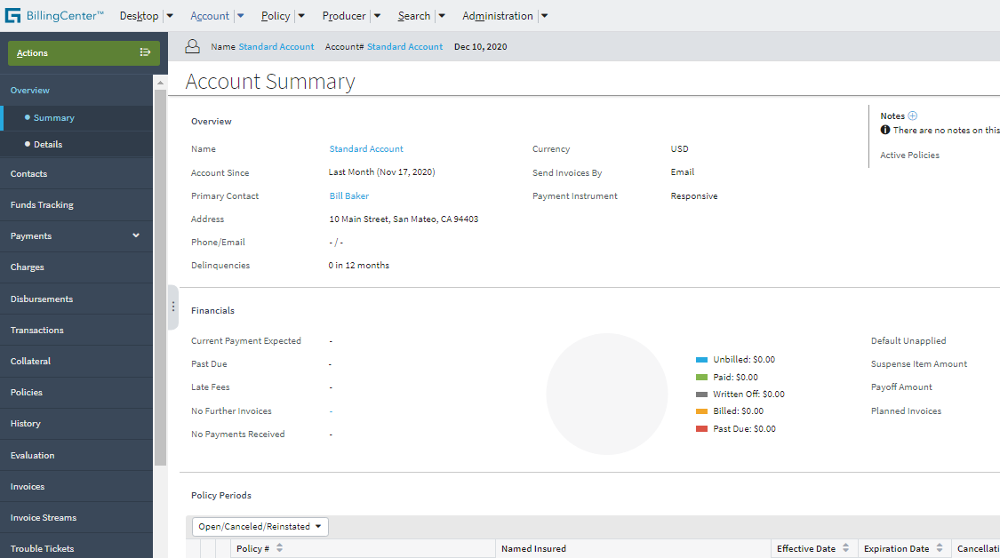 BillingCenter™ Desktop Account Policy Producer Search Administration
Actions
Name Standard Account Account# Standard Account Dec 10, 2020
Overview
Summary
Details
Contacts
Funds Tracking
Payments
Charges
Disbursements
Transactions
Collateral
Policies
History
Evaluation
Invoices
Invoice Streams
Trouble Tickets
Account Summary
Overview
Name Standard Account
Account Since Last Month (Nov 17, 2020)
Primary Contact Bill Baker
Address 10 Main Street, San Mateo, CA 94403
Phone/Email - / -
Delinquencies 0 in 12 months
Currency USD
Send Invoices By Email
Payment Instrument Responsive
Notes
There are no notes on this
Active Policies
Financials
Current Payment Expected -
Past Due -
Late Fees -
No Further Invoices -
No Payments Received -
Unbilled: $0.00
Paid: $0.00
Written Off: $0.00
Billed: $0.00
Past Due: $0.00
Default Unapplied
Suspense Item Amount
Payoff Amount
Planned Invoices
Policy Periods
Open/Canceled/Reinstated
Policy # Named Insured Effective Date Expiration Date Cancellati